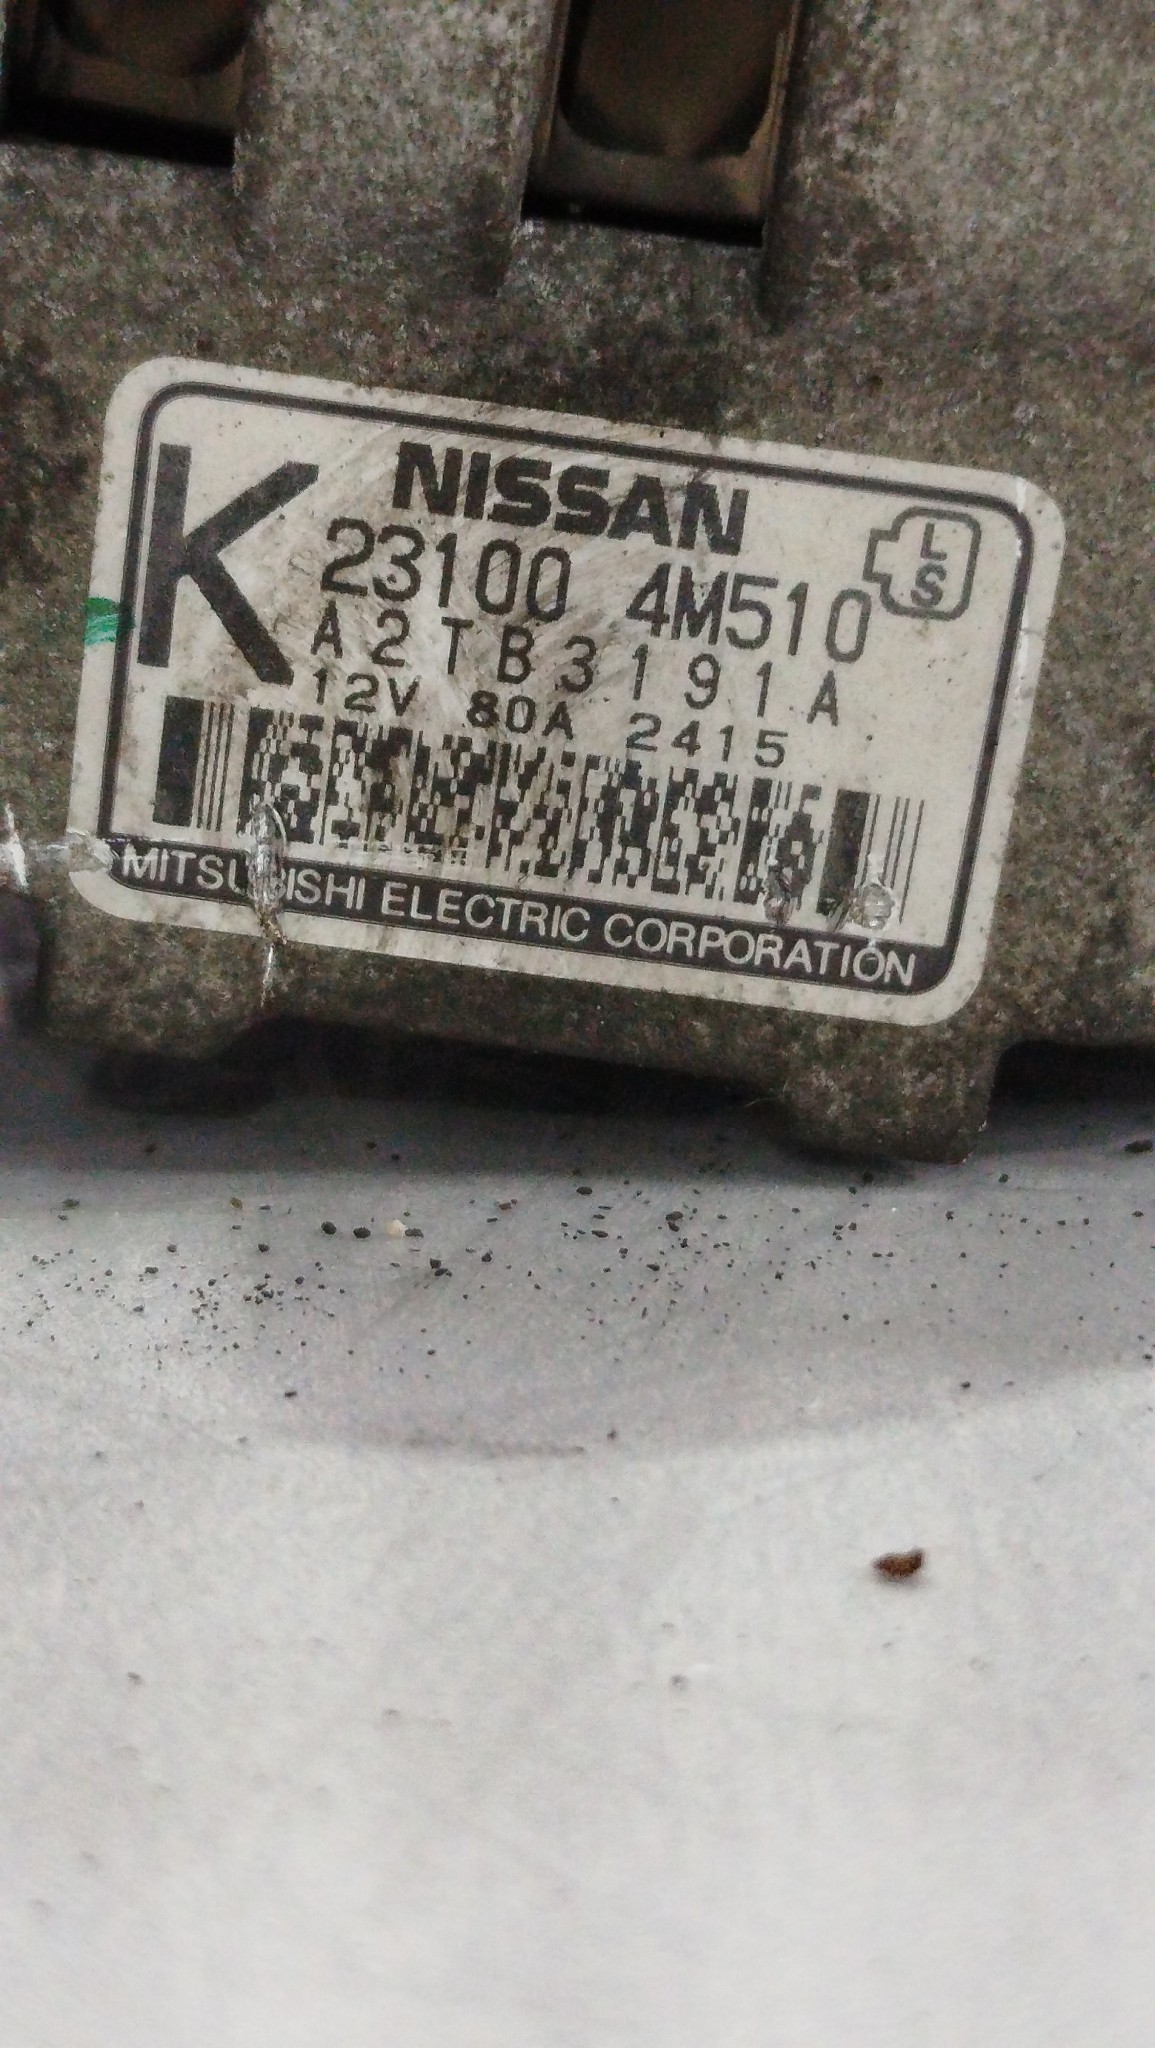 K
NISSAN
L
S
23100 4M510
A2TB3191A
12V 80A 2415
MITSUBISHI ELECTRIC CORPORATION